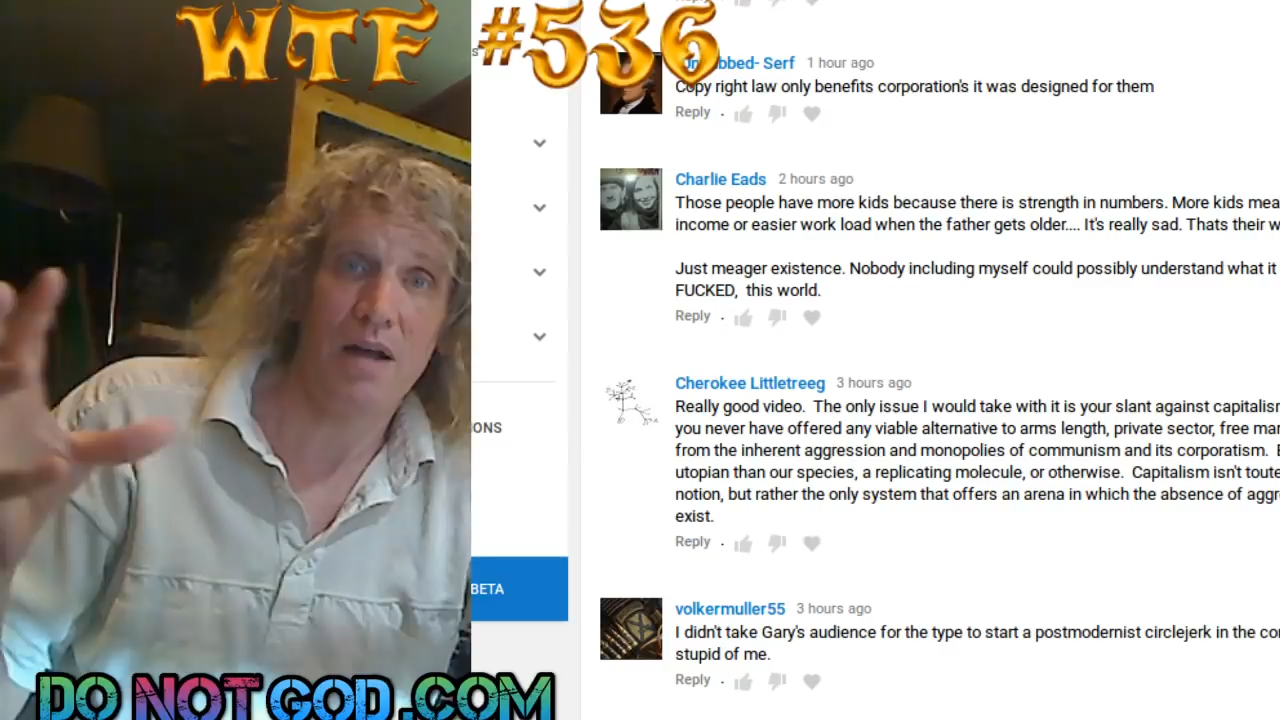 WTF #536
bbed- Serf 1 hour ago
Copy right law only benefits corporation's it was designed for them
Reply .
Charlie Eads 2 hours ago
Those people have more kids because there is strength in numbers. More kids mea
income or easier work load when the father gets older.... It's really sad. Thats their w
Just meager existence. Nobody including myself could possibly understand what it
FUCKED, this world.
Reply .
Cherokee Littletreeg 3 hours ago
Really good video. The only issue I would take with it is your slant against capitalis
you never have offered any viable alternative to arms length, private sector, free mar
from the inherent aggression and monopolies of communism and its corporatism.
utopian than our species, a replicating molecule, or otherwise. Capitalism isn't toute
notion, but rather the only system that offers an arena in which the absence of aggr
exist.
Reply .
ONS
BETA
volkermuller55 3 hours ago
I didn't take Gary's audience for the type to start a postmodernist circlejerk in the co
stupid of me.
Reply .
DO NOT GOD.COM